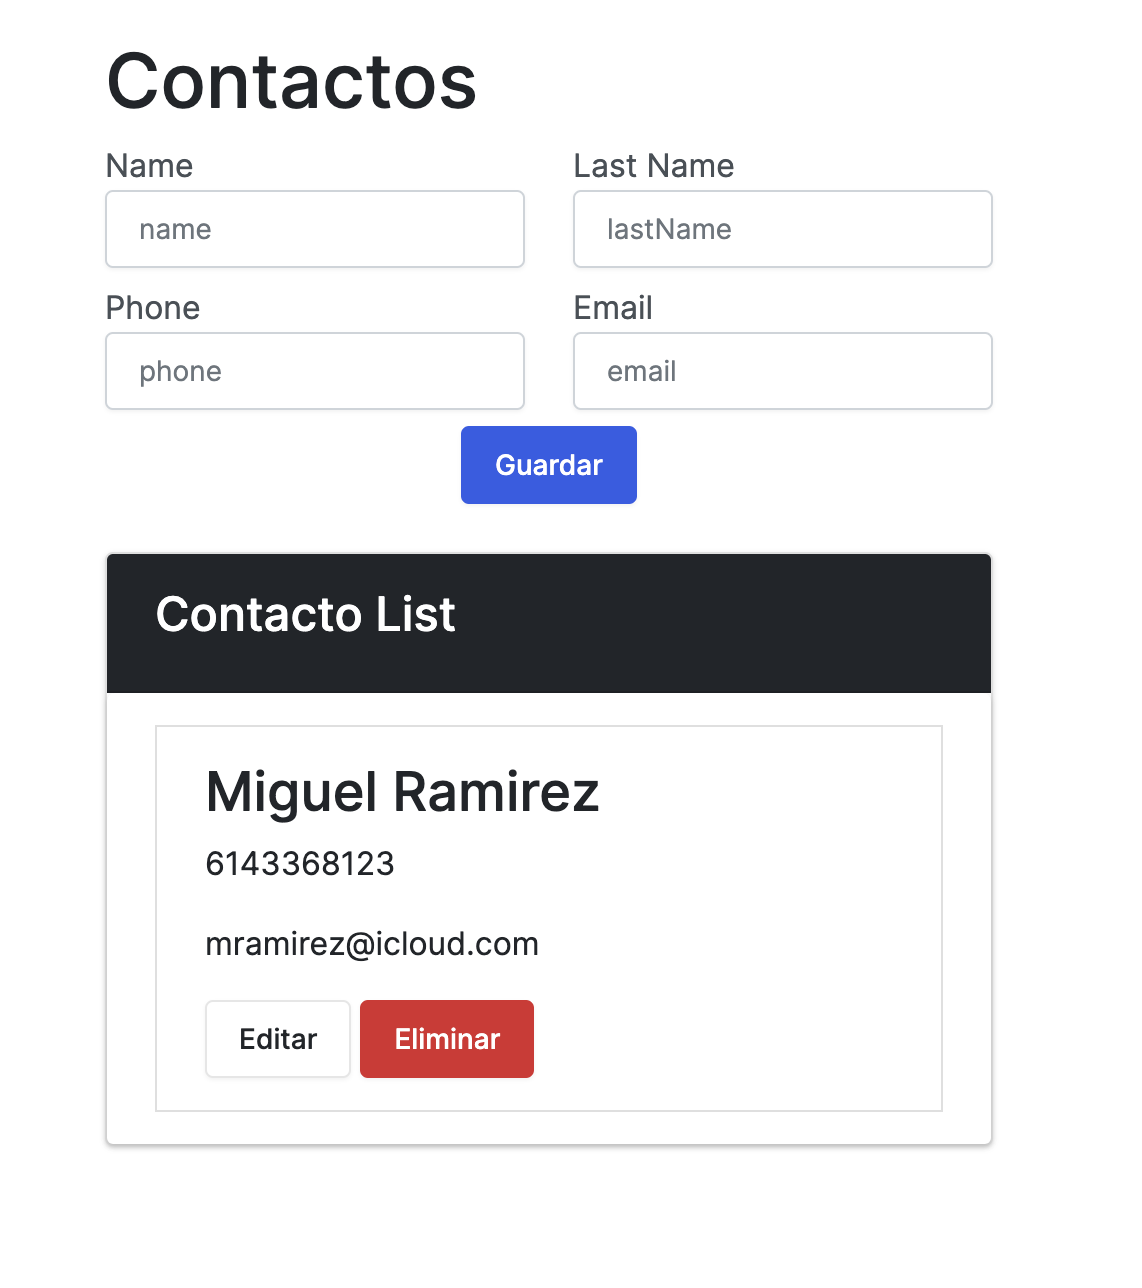 Contactos
Name Last Name
name lastName
Phone Email
phone email
Guardar
Contacto List
Miguel Ramirez
6143368123
mramirez@icloud.com
Editar Eliminar